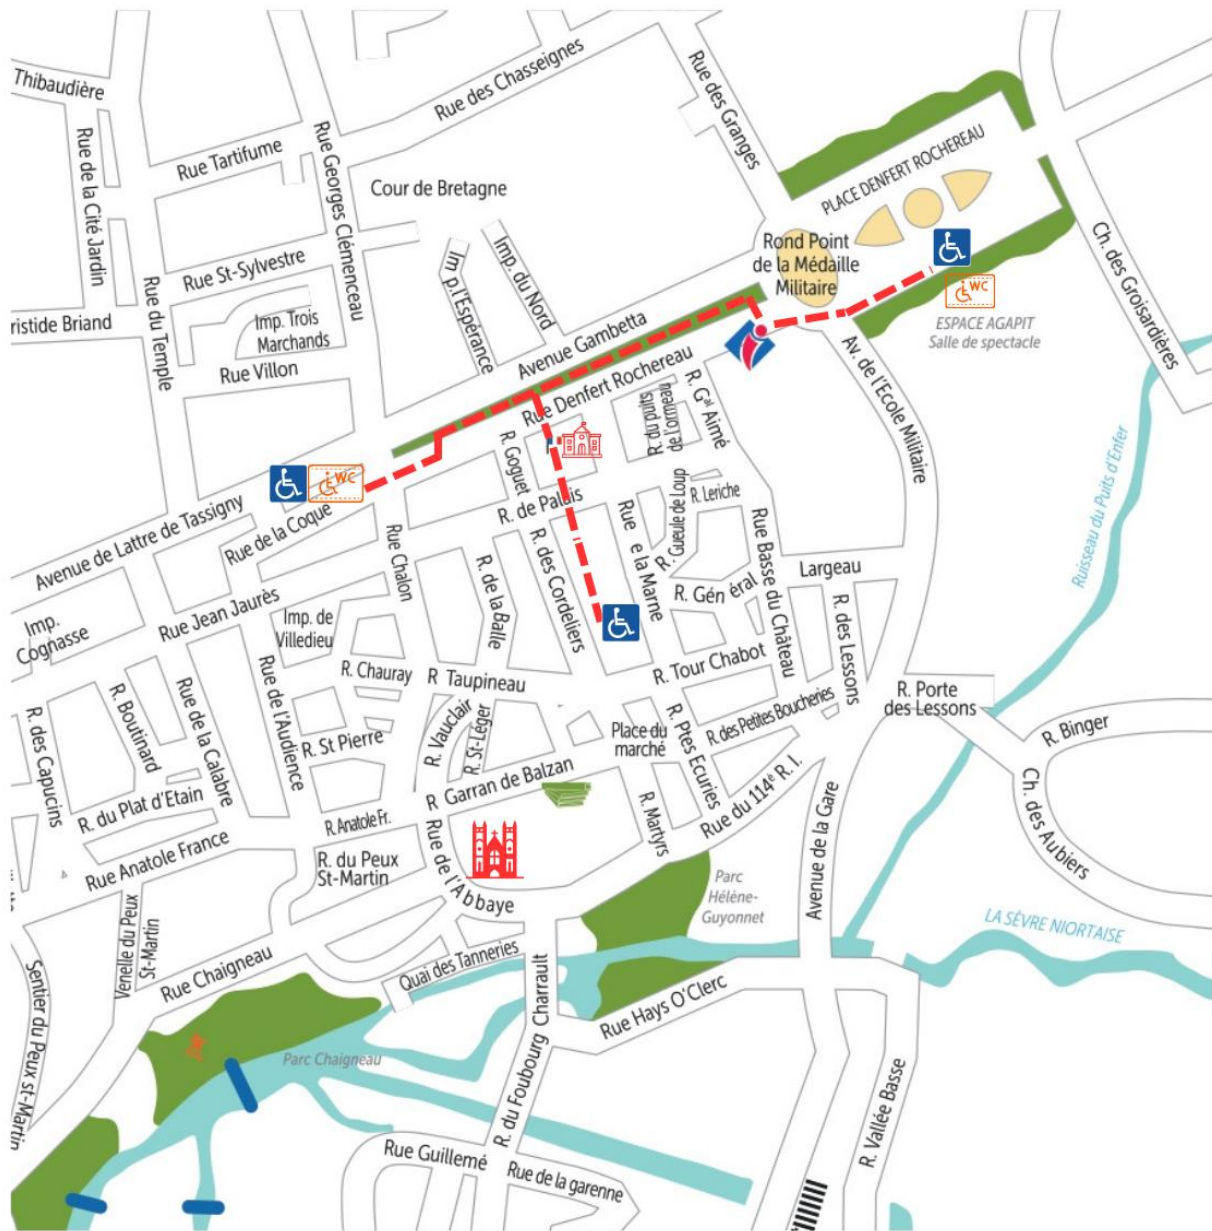 Thibaudière
Rue de la Cité Jardin
Rue Tartifume
Rue des Chasseignes
Rue Georges Clémenceau
Cour de Bretagne
Rue des Granges
PLACE DENFERT ROCHEREAU
Ch. des Groisardières
Rue St-Sylvestre
Rue du Temple
ristide Briand
Imp. Trois
Marchands
Rue Villon
Im p.l'Espérance
Imp. du Nord
Avenue Gambetta
Rond Point
de la Médaille
Militaire
WC
ESPACE AGAPIT
Salle de spectacle
Rue Denfert Rochereau
R. du puits
de l'ormeau
R. Gal Aimé
Av. de l'Ecole Militaire
Ruisseau du Puits d'Enfer
WC
Avenue de Lattre de Tassigny
Rue de la Coque
R. Goguet
R. de Palais
R. des Cordeliers
Rue e la Marne
R. Gueule de Loup
R. Leriche
Rue Basse du Château
Rue Chalon
R. de la Balle
Rue Jean Jaurès
Imp.
Cognasse
Imp. de
Villedieu
R. Général
Largeau
R. des Lessons
R. Chauray
R Taupineau
R. Tour Chabot
R. Porte
des Lessons
R. Binger
Ch. des Aubiers
R. des Capucins
R. Boutinard
Rue de la Calabre
Rue de l'Audience
R. St Pierre
R. Vauclair
R. St-Léger
Place du
marché
R. Ptes Ecuries
R. des Petites Boucheries
R Garran de Balzan
R. du Plat d'Etain
Rue Anatole France
R. Anatole Fr.
R. du Peux
St-Martin
Rue de l'Abbaye
R. Martyrs
Rue du 114e R. I.
Avenue de la Gare
Parc
Hélène-
Guyonnet
LA SÈVRE NIORTAISE
Venelle du Peux
St-Martin
Sentier du Peux st-Martin
Rue Chaigneau
Quai des Tanneries
R. du Foubourg Charrault
Rue Hays O'Clerc
Parc Chaigneau
R. Vallée Basse
Rue Guillemé
Rue de la garenne